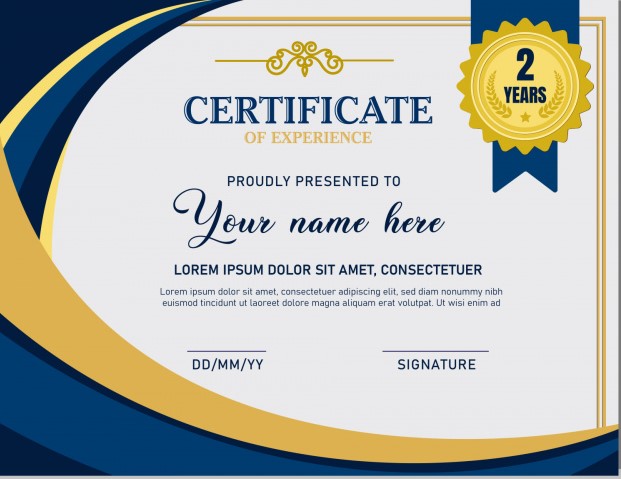 2
YEARS
CERTIFICATE
OF EXPERIENCE
PROUDLY PRESENTED TO
Your name here
LOREM IPSUM DOLOR SIT AMET, CONSECTETUER
Lorem ipsum dolor sit amet, consectetuer adipiscing elit, sed diam nonummy nibh
euismod tincidunt ut laoreet dolore magna aliquam erat volutpat. Ut wisi enim ad
DD/MM/YY
SIGNATURE